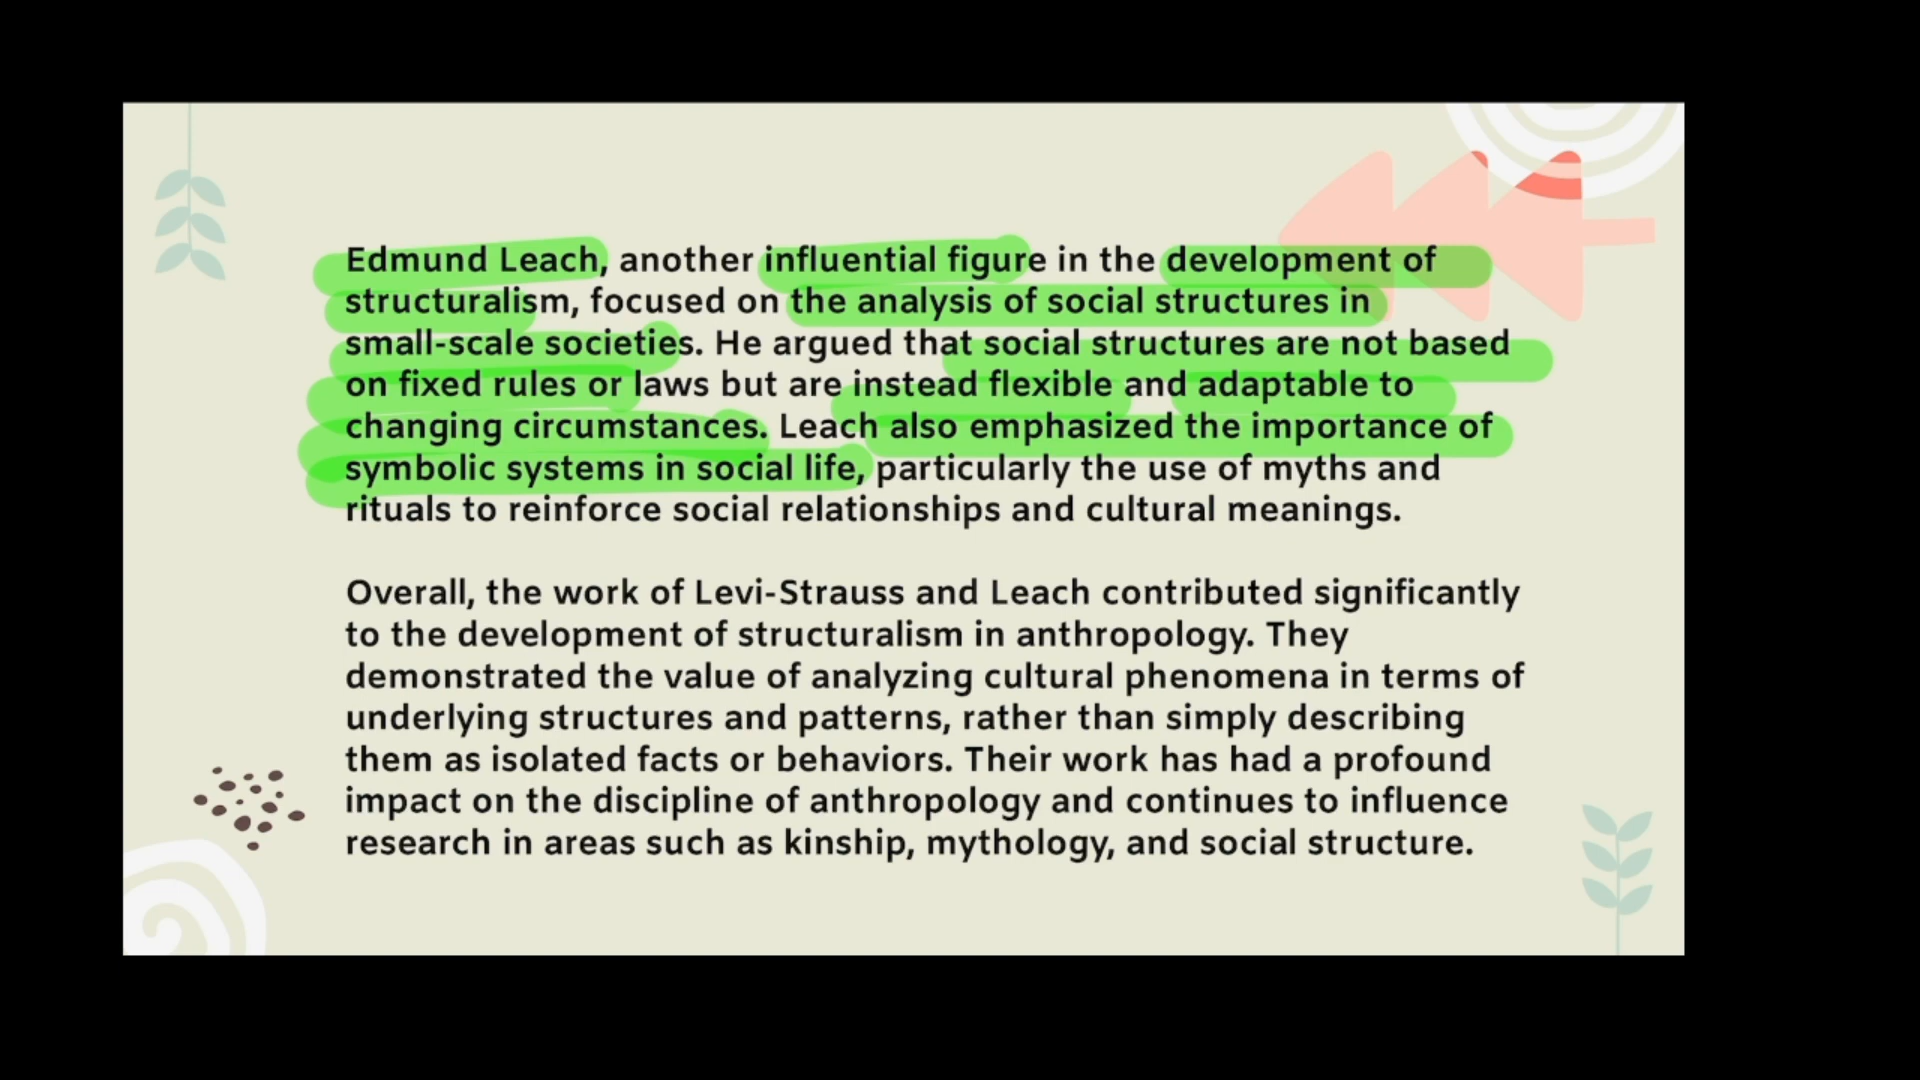 Edmund Leach, another influential figure in the development of
structuralism, focused on the analysis of social structures in
small-scale societies. He argued that social structures are not based
on fixed rules or laws but are instead flexible and adaptable to
changing circumstances. Leach also emphasized the importance of
symbolic systems in social life, particularly the use of myths and
rituals to reinforce social relationships and cultural meanings.
Overall, the work of Levi-Strauss and Leach contributed significantly
to the development of structuralism in anthropology. They
demonstrated the value of analyzing cultural phenomena in terms of
underlying structures and patterns, rather than simply describing
them as isolated facts or behaviors. Their work has had a profound
impact on the discipline of anthropology and continues to influence
research in areas such as kinship, mythology, and social structure.